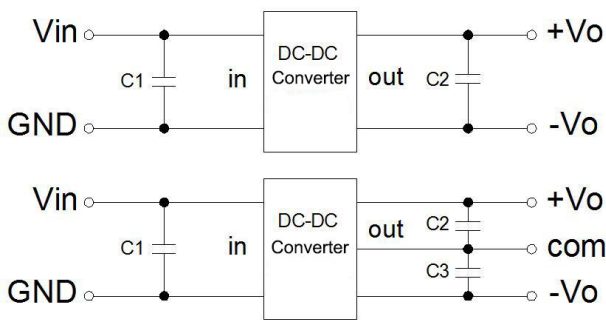 Vin
+Vo
DC-DC
Converter
C1
in
out
C2
GND
-Vo
Vin
+Vo
DC-DC
Converter
C1
in
out
C2
com
C3
GND
-Vo